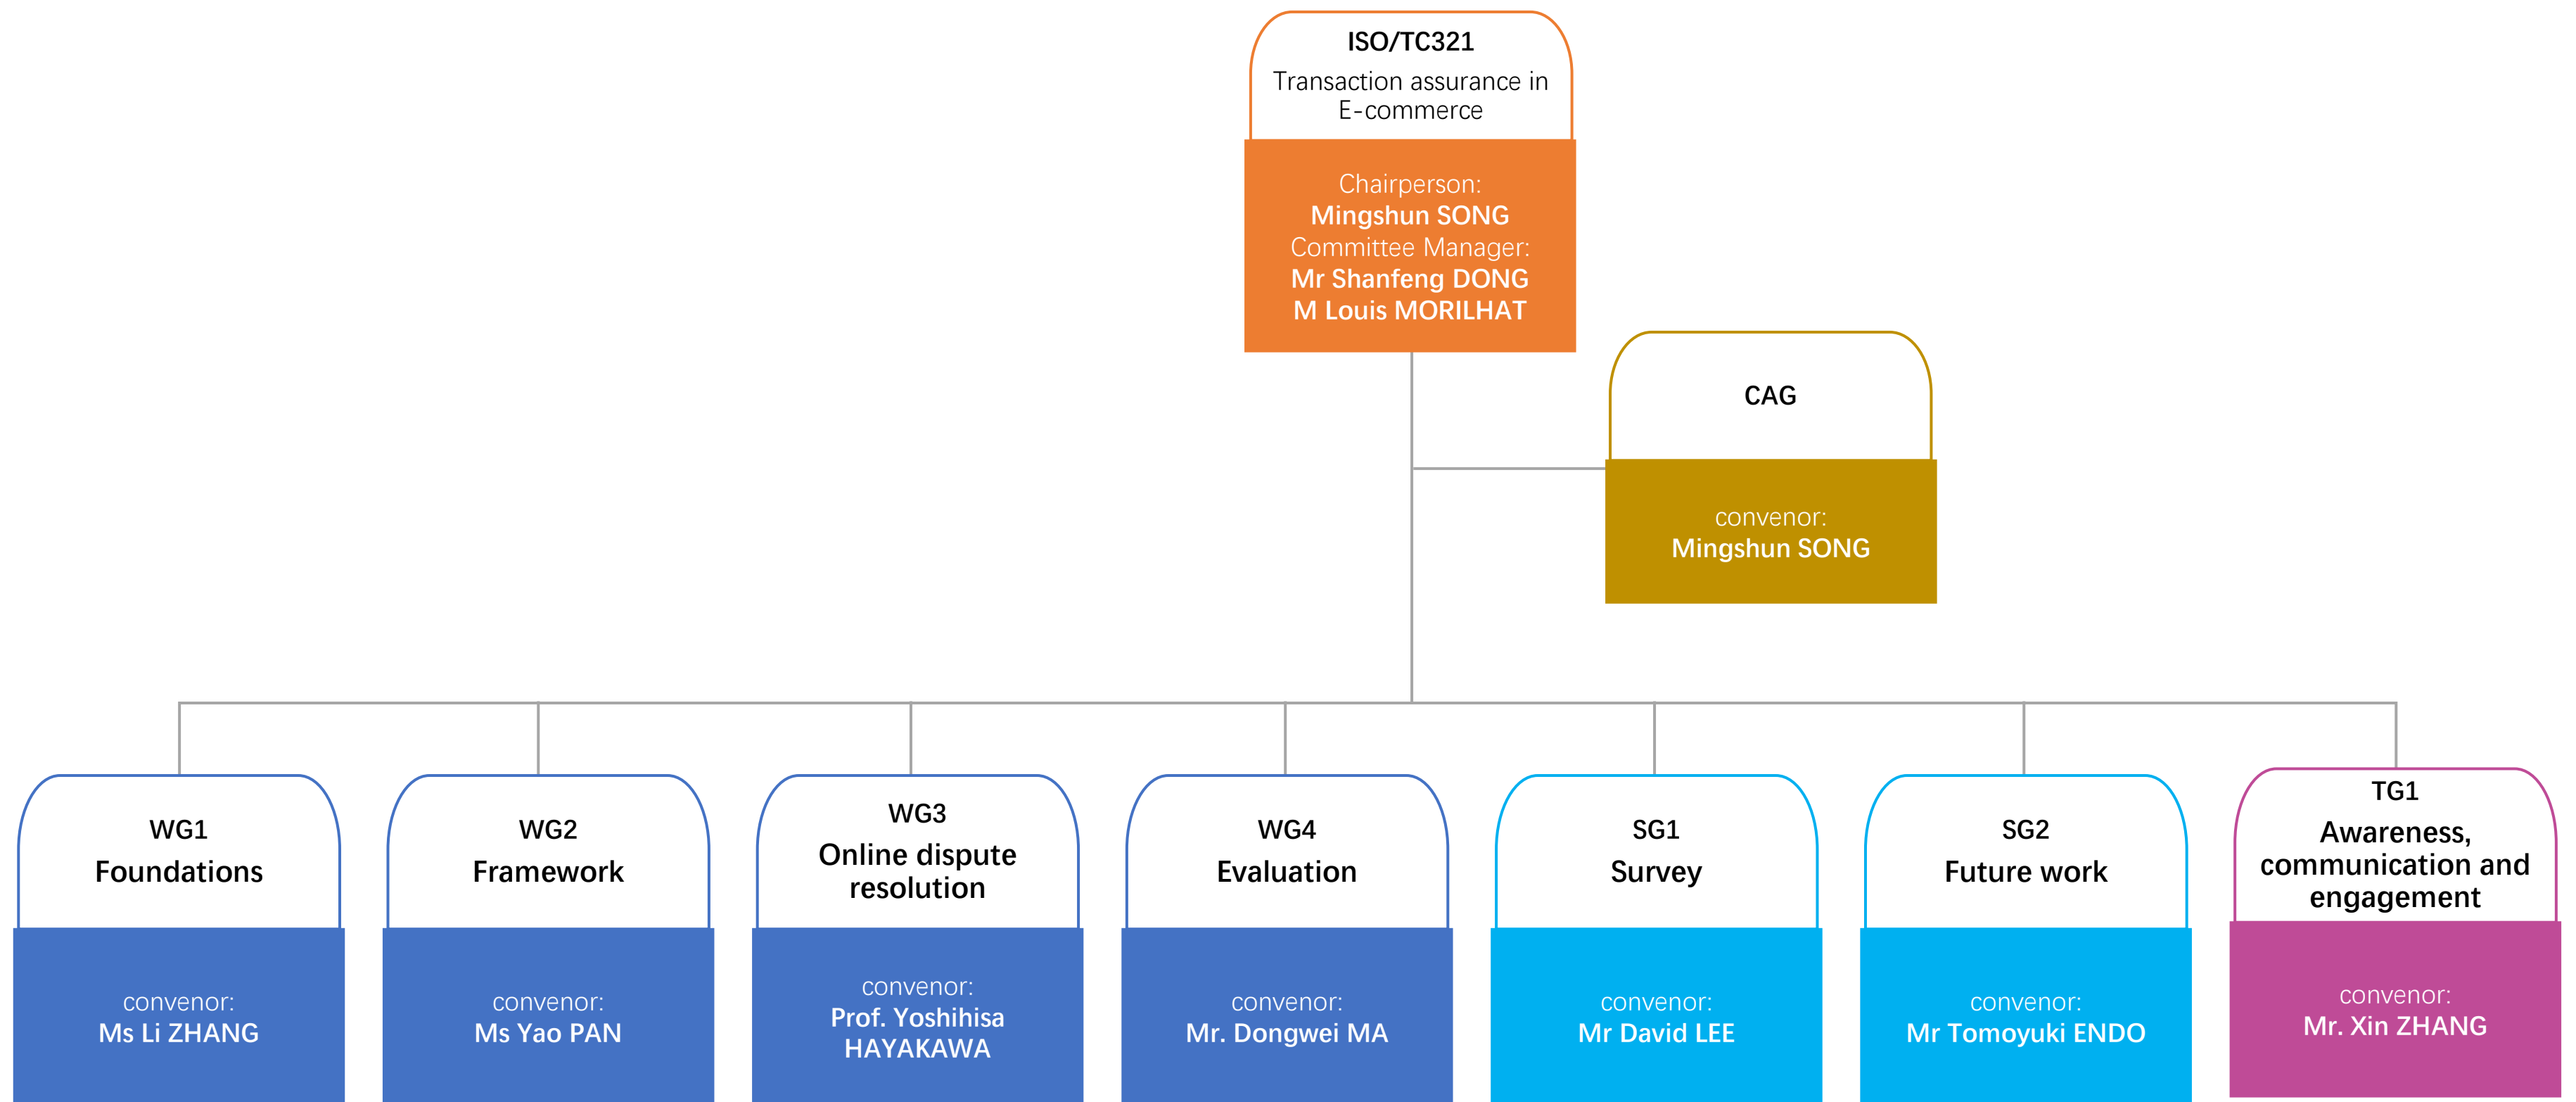 ISO/TC321
Transaction assurance in
E-commerce
Chairperson:
Mingshun SONG
Committee Manager:
Mr Shanfeng DONG
M Louis MORILHAT
CAG
convenor:
Mingshun SONG
WG1
Foundations
convenor:
Ms Li ZHANG
WG2
Framework
convenor:
Ms Yao PAN
WG3
Online dispute
resolution
convenor:
Prof. Yoshihisa
HAYAKAWA
WG4
Evaluation
convenor:
Mr. Dongwei MA
SG1
Survey
convenor:
Mr David LEE
SG2
Future work
convenor:
Mr Tomoyuki ENDO
TG1
Awareness,
communication and
engagement
convenor:
Mr. Xin ZHANG